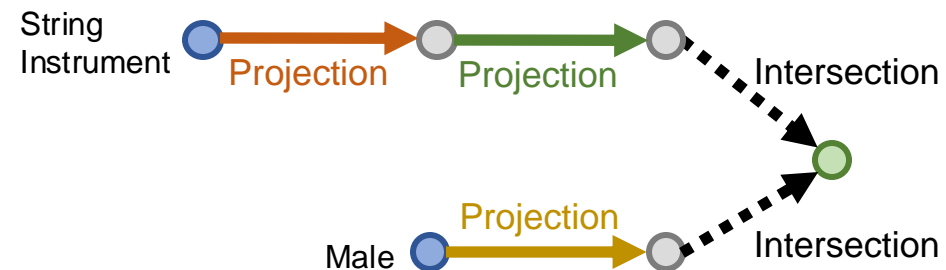 String
Instrument
Projection
Projection
Intersection
Male
Projection
Intersection